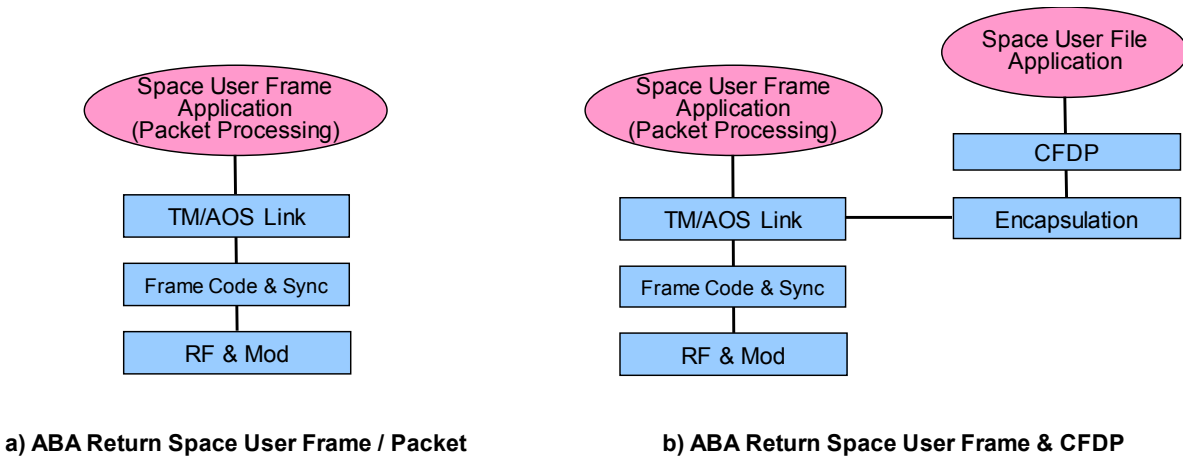 Space User Frame
Application
(Packet Processing)
TM/AOS Link
Frame Code & Sync
RF & Mod
a) ABA Return Space User Frame / Packet
Space User File
Application
Space User Frame
Application
(Packet Processing)
CFDP
TM/AOS Link
Encapsulation
Frame Code & Sync
RF & Mod
b) ABA Return Space User Frame & CFDP